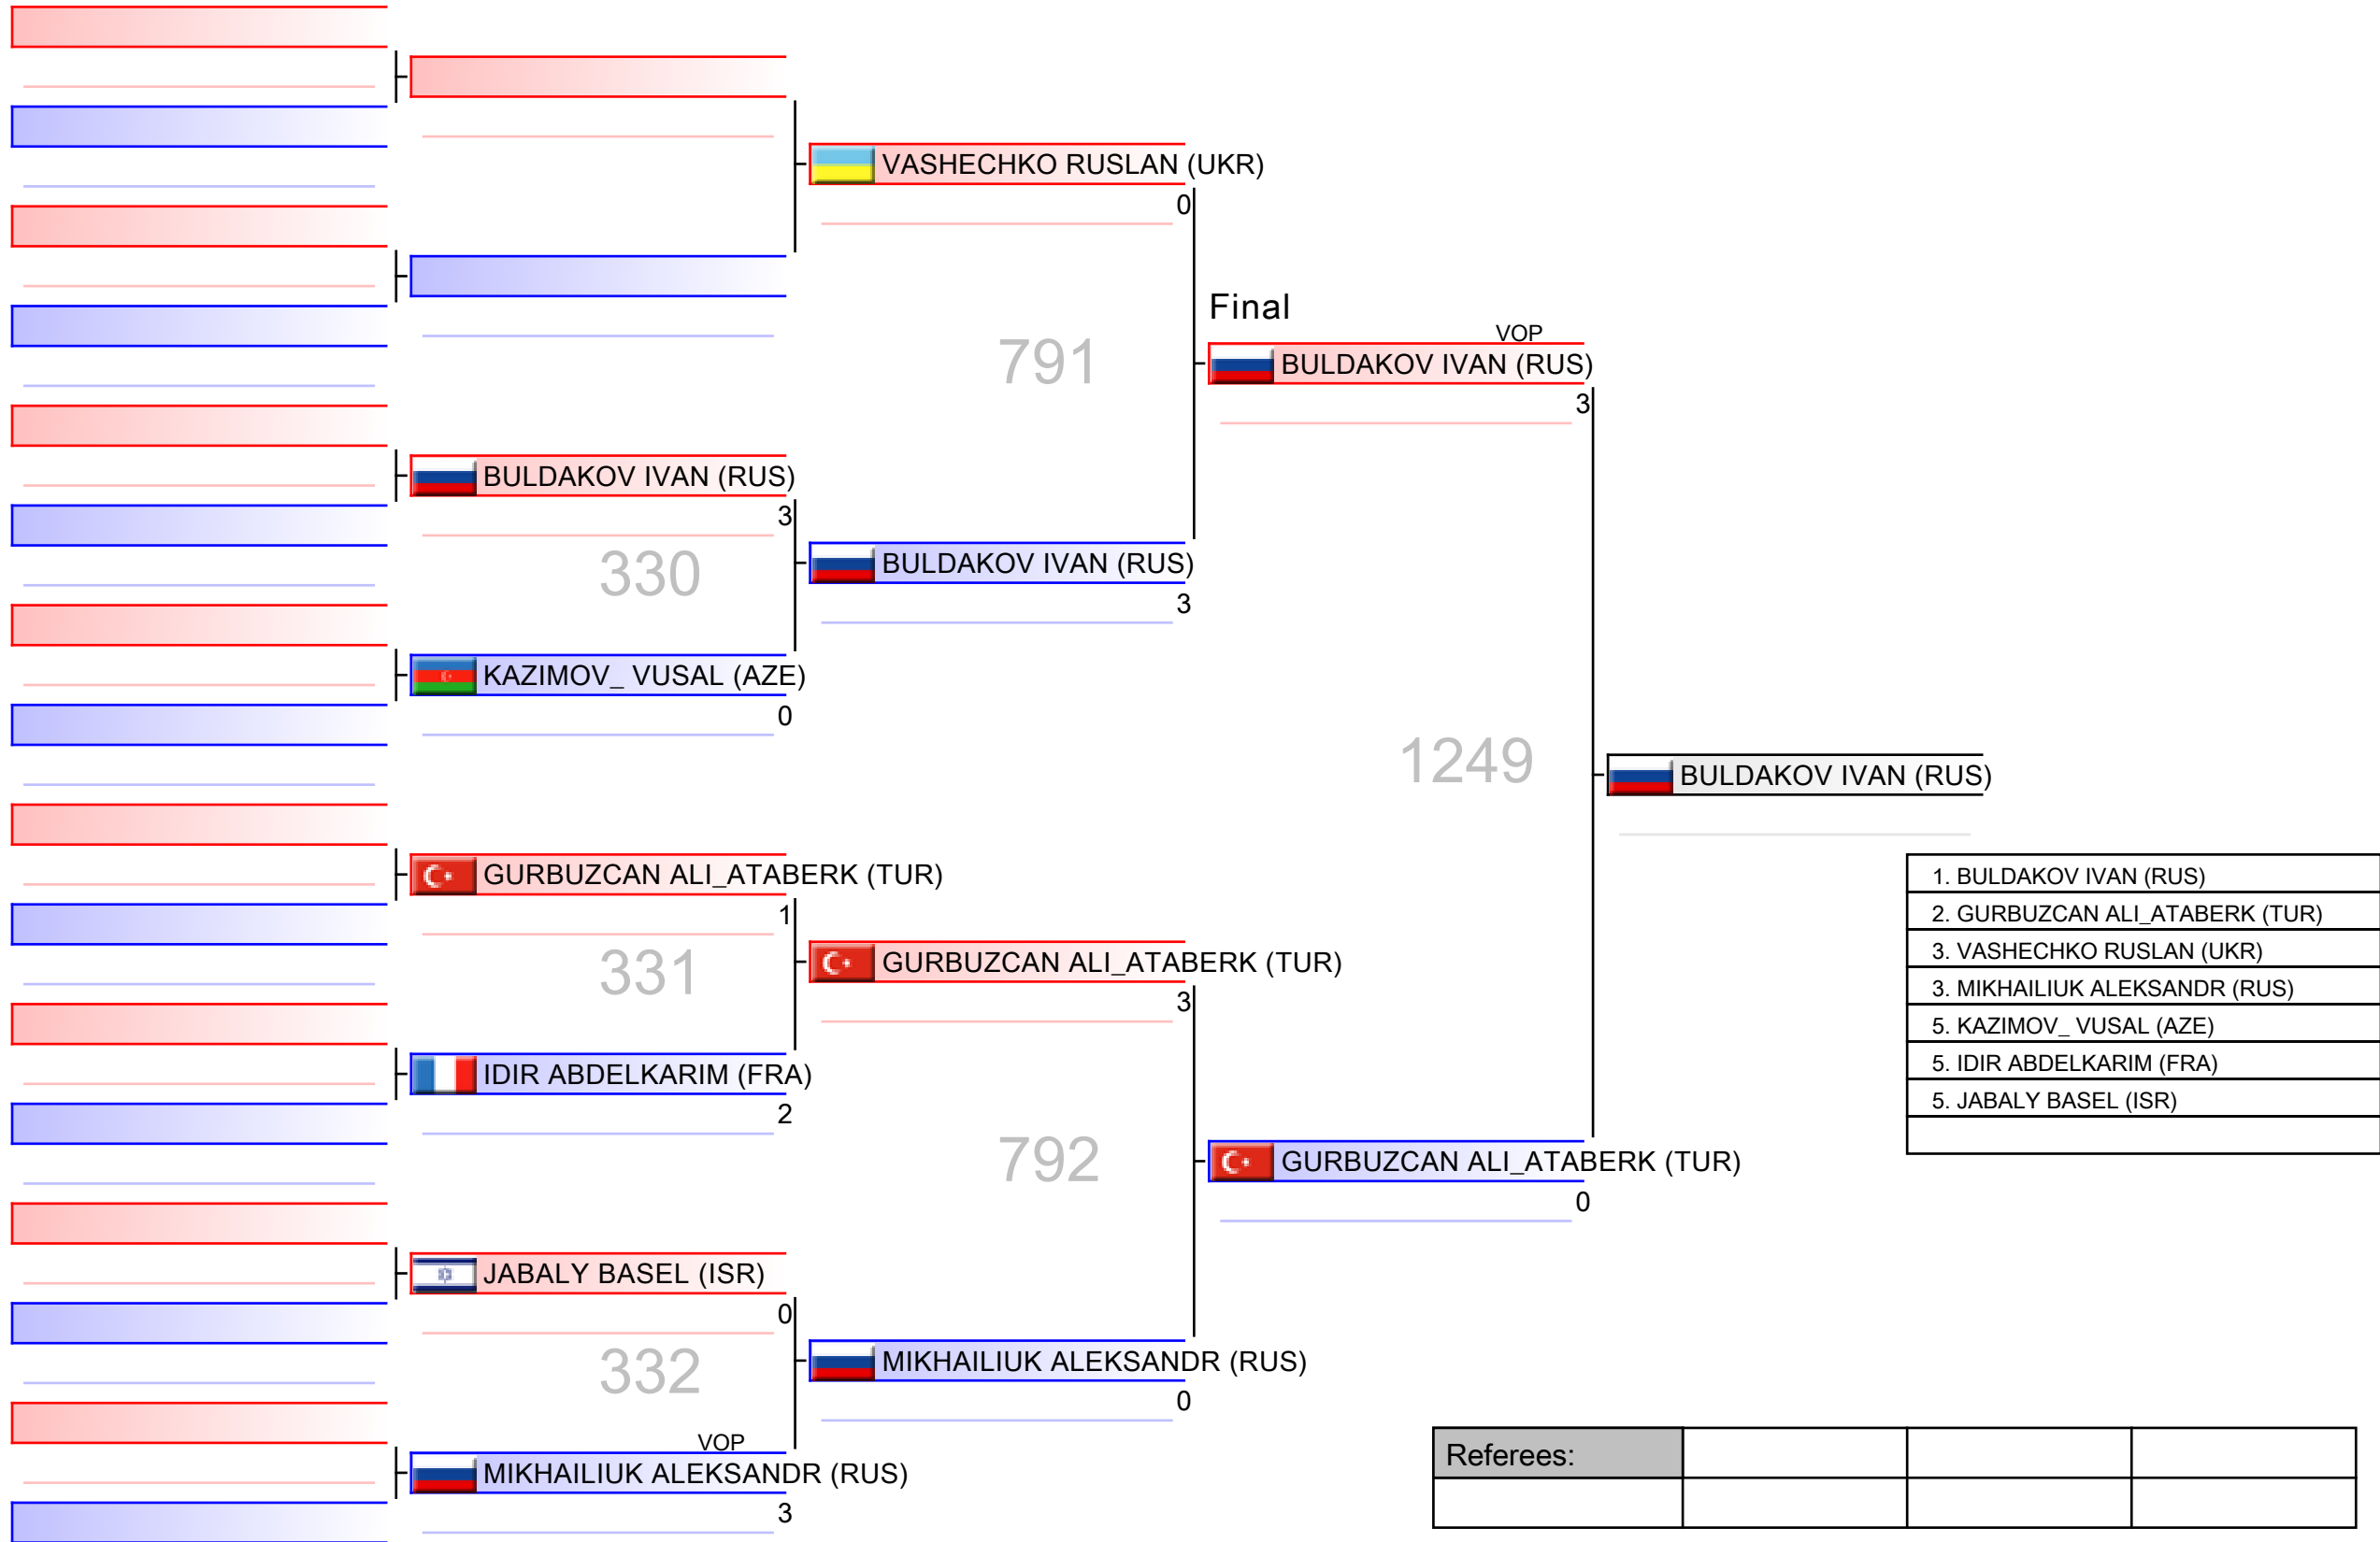 VASHECHKO RUSLAN (UKR)
0
Final
VOP
791
BULDAKOV IVAN (RUS)
3
BULDAKOV IVAN (RUS)
3
330
BULDAKOV IVAN (RUS)
3
KAZIMOV_ VUSAL (AZE)
0
1249
BULDAKOV IVAN (RUS)
GURBUZCAN ALI_ATABERK (TUR)
1
331
GURBUZCAN ALI_ATABERK (TUR)
3
IDIR ABDELKARIM (FRA)
2
792
GURBUZCAN ALI_ATABERK (TUR)
0
JABALY BASEL (ISR)
0
332
MIKHAILIUK ALEKSANDR (RUS)
0
VOP
MIKHAILIUK ALEKSANDR (RUS)
3
1. BULDAKOV IVAN (RUS)
2. GURBUZCAN ALI_ATABERK (TUR)
3. VASHECHKO RUSLAN (UKR)
3. MIKHAILIUK ALEKSANDR (RUS)
5. KAZIMOV_ VUSAL (AZE)
5. IDIR ABDELKARIM (FRA)
5. JABALY BASEL (ISR)
Referees: